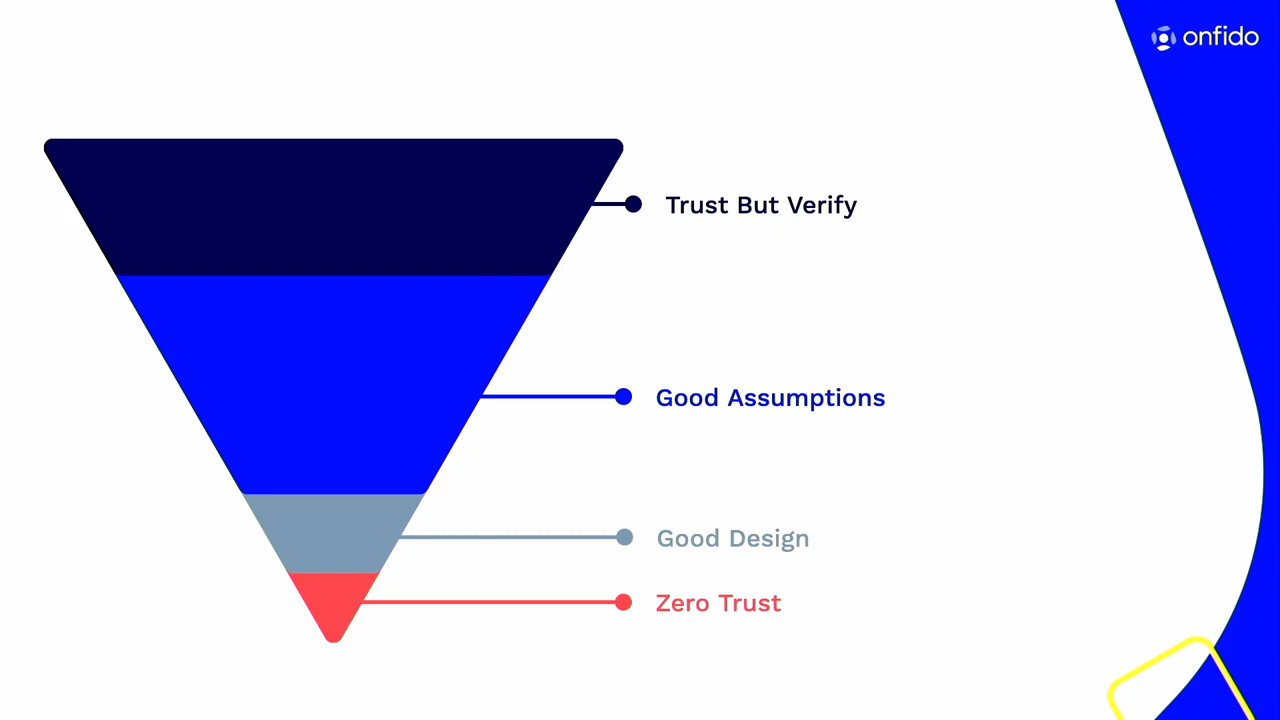 onfido
Trust But Verify
Good Assumptions
Good Design
Zero Trust